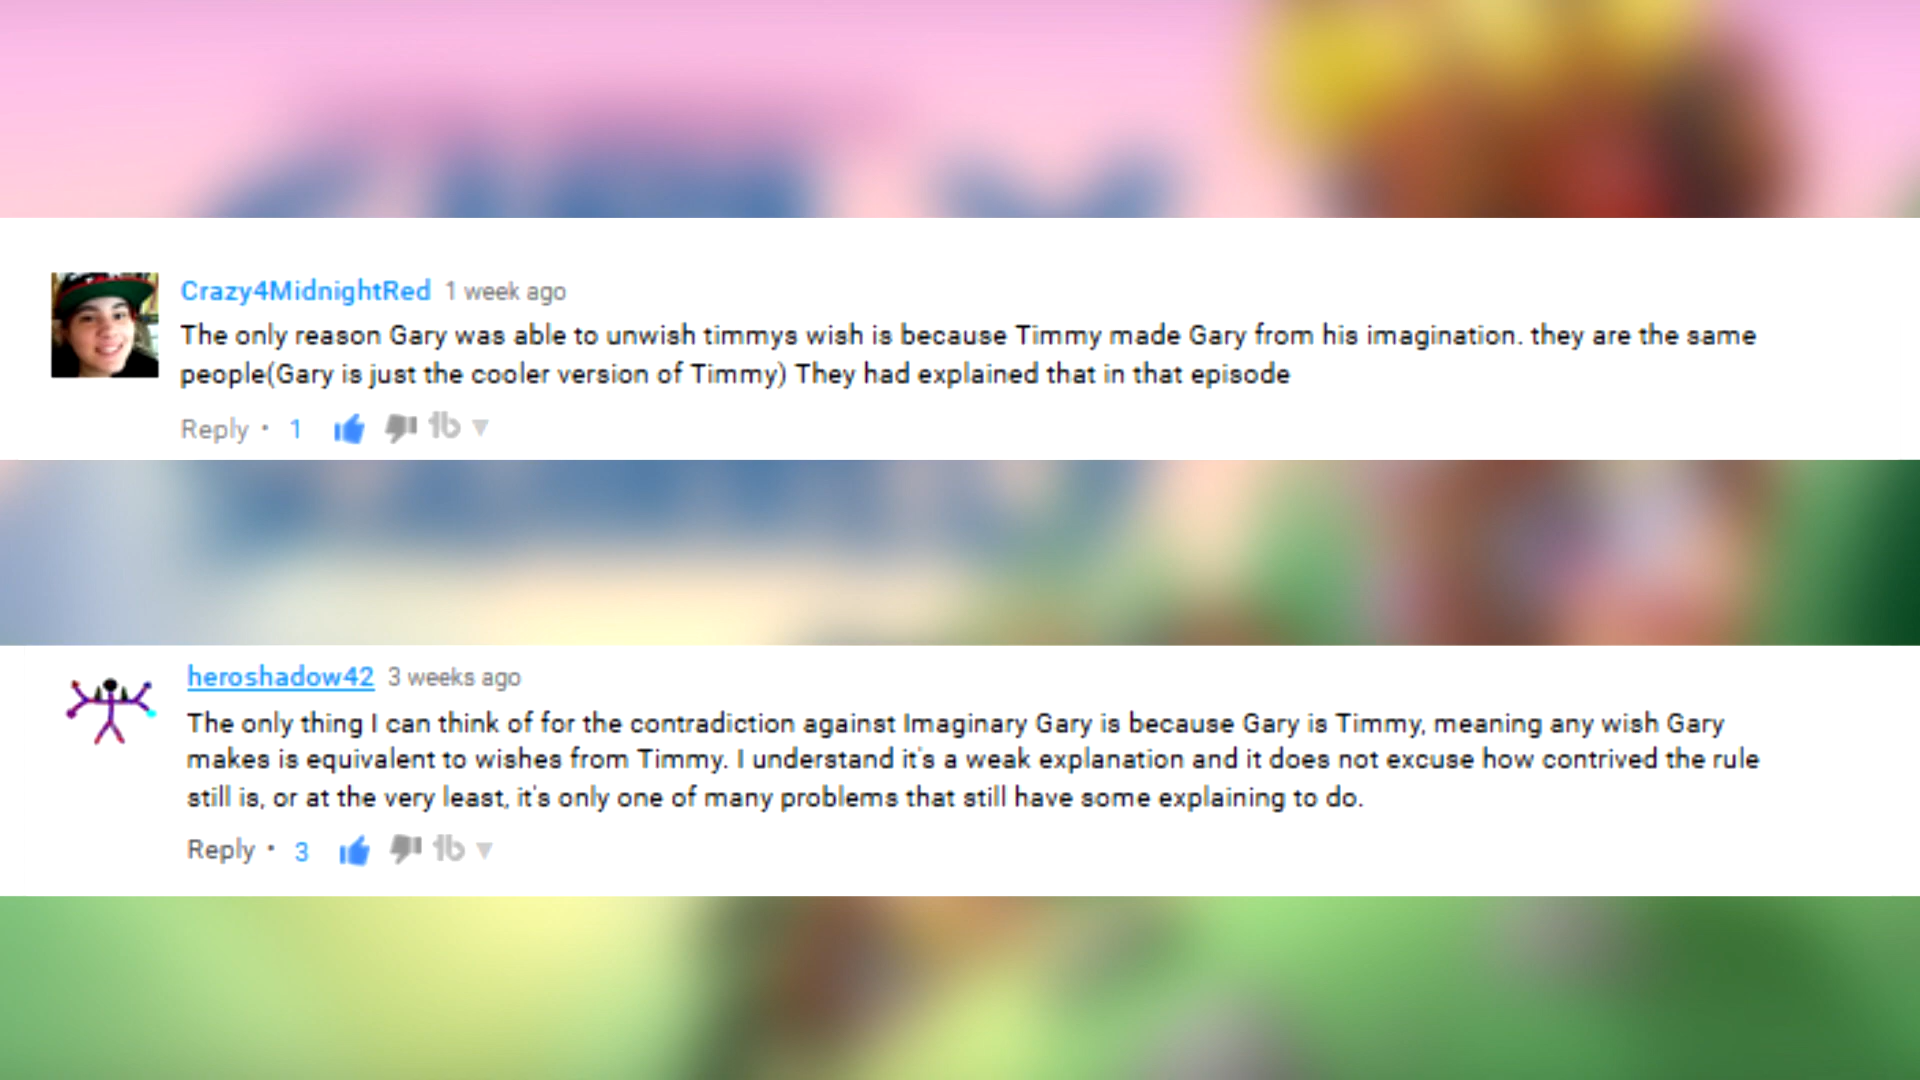 Crazy4MidnightRed 1 week ago
The only reason Gary was able to unwish timmys wish is because Timmy made Gary from his imagination. they are the same
people(Gary is just the cooler version of Timmy) They had explained that in that episode
Reply • 1
heroshadow42 3 weeks ago
The only thing I can think of for the contradiction against Imaginary Gary is because Gary is Timmy, meaning any wish Gary
makes is equivalent to wishes from Timmy. I understand it's a weak explanation and it does not excuse how contrived the rule
still is, or at the very least, it's only one of many problems that still have some explaining to do.
Reply • 3